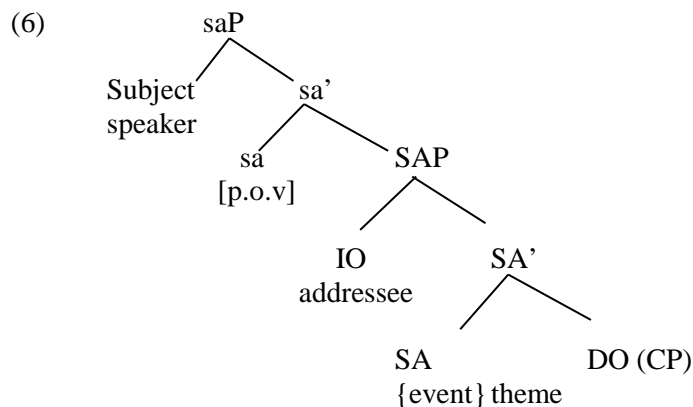 (6) saP
Subject sa’
speaker
sa SAP
[p.o.v]
IO SA’
addressee
SA DO (CP)
{event} theme